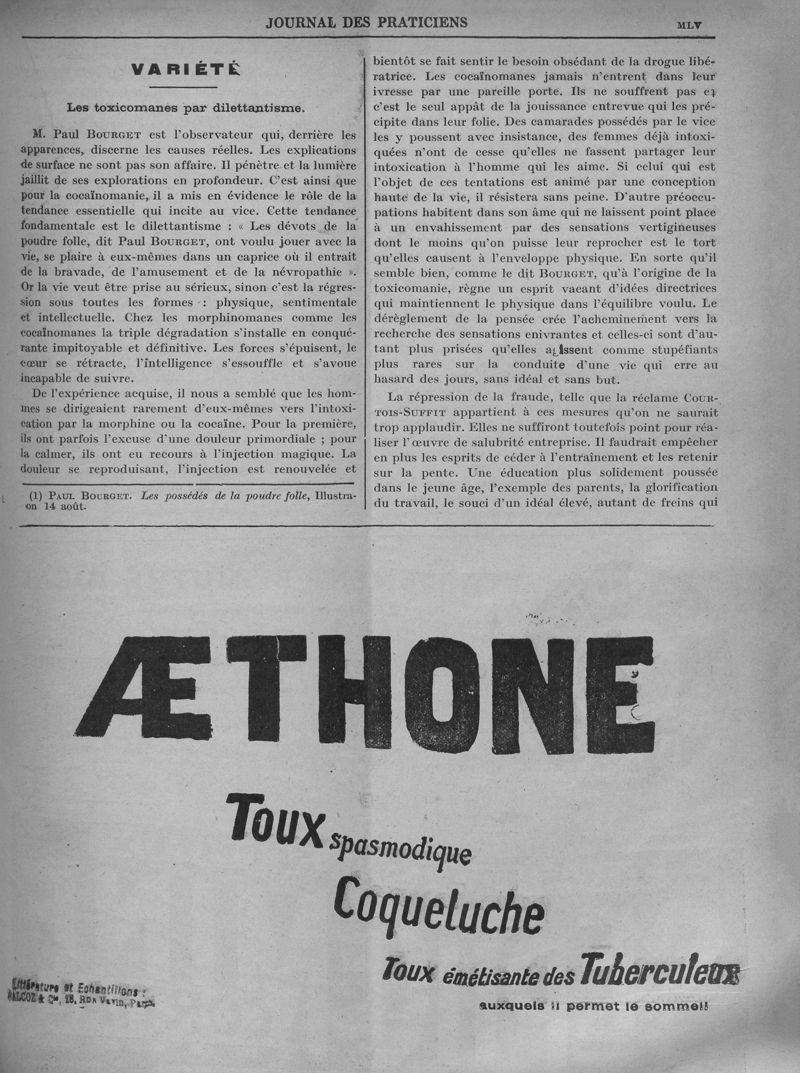 JOURNAL DES PRATICIENS
MLV
VARIÉTÉ
Les toxicomanes par dilettantisme.
M. Paul BOURGET est l'observateur qui, derrière les
apparences, discerne les causes réelles. Les explications
de surface ne sont pas son affaire. Il pénètre et la lumière
jaillit de ses explorations en profondeur. C'est ainsi que
pour la cocaïnomanie, il a mis en évidence le rôle de la
tendance essentielle qui incite au vice. Cette tendance
fondamentale est le dilettantisme : « Les dévots de la
poudre folle, dit Paul BOURGET, ont voulu jouer avec la
vie, se plaire à eux-mêmes dans un caprice où il entrait
de la bravade, de l'amusement et de la névropathie ».
Or la vie veut être prise au sérieux, sinon c'est la régres-
sion sous toutes les formes : physique, sentimentale
et intellectuelle. Chez les morphinomanes comme les
cocaïnomanes la triple dégradation s'installe en conqué-
rante impitoyable et définitive. Les forces s'épuisent, le
cœur se rétracte, l'intelligence s'essouffle et s'avoue
incapable de suivre.
De l'expérience acquise, il nous a semblé que les hom-
mes se dirigeaient rarement d'eux-mêmes vers l'intoxi-
cation par la morphine ou la cocaïne. Pour la première,
ils ont parfois l'excuse d'une douleur primordiale ; pour
la calmer, ils ont eu recours à l'injection magique. La
douleur se reproduisant, l'injection est renouvelée et
(1) PAUL BOURGET. Les possédés de la poudre folle, Illustra-
on 14 août.
bientôt se fait sentir le besoin obsédant de la drogue libé-
ratrice. Les cocaïnomanes jamais n'entrent dans leur
ivresse par une pareille porte. Ils ne souffrent pas et
c'est le seul appât de la jouissance entrevue qui les pré-
cipite dans leur folie. Des camarades possédés par le vice
les y poussent avec insistance, des femmes déjà intoxi-
quées n'ont de cesse qu'elles ne fassent partager leur
intoxication à l'homme qui les aime. Si celui qui est
l'objet de ces tentations est animé par une conception
haute de la vie, il résistera sans peine. D'autre préoccu-
pations habitent dans son âme qui ne laissent point place
à un envahissement par des sensations vertigineuses
dont le moins qu'on puisse leur reprocher est le tort
qu'elles causent à l'enveloppe physique. En sorte qu'il
semble bien, comme le dit BOURGET, qu'à l'origine de la
toxicomanie, règne un esprit vacant d'idées directrices
qui maintiennent le physique dans l'équilibre voulu. Le
dérèglement de la pensée crée l'acheminement vers la
recherche des sensations enivrantes et celles-ci sont d'au-
tant plus prisées qu'elles agissent comme stupéfiants
plus rares sur la conduite d'une vie qui erre au
hasard des jours, sans idéal et sans but.
La répression de la fraude, telle que la réclame COUR-
TOIS-SUFFIT appartient à ces mesures qu'on ne saurait
trop applaudir. Elles ne suffiront toutefois point pour réa-
liser l'œuvre de salubrité entreprise. Il faudrait empêcher
en plus les esprits de céder à l'entraînement et les retenir
sur la pente. Une éducation plus solidement poussée
dans le jeune âge, l'exemple des parents, la glorification
du travail, le souci d'un idéal élevé, autant de freins qui
ÆTHONE
Toux spasmodique
Coqueluche
Toux émétisante des Tuberculeux
auxquels il permet le sommeil
Littérature et Echantillons :
FALCOZ & Cie, 18, Rue Vavin, Paris